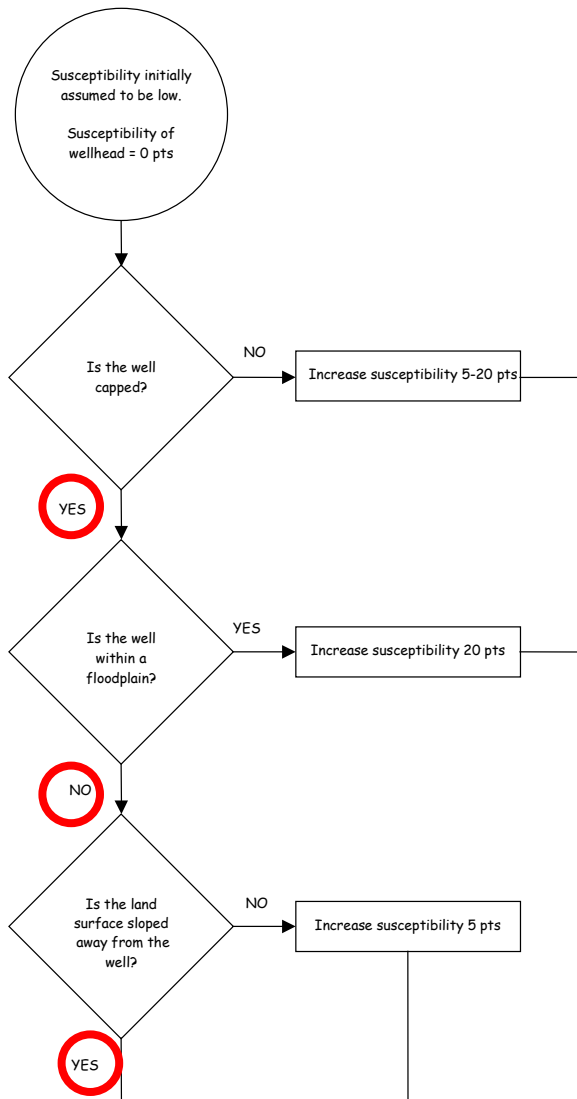 Susceptibility initially
assumed to be low.
Susceptibility of
wellhead = 0 pts
Is the well
capped?
NO
Increase susceptibility 5-20 pts
YES
Is the well
within a
floodplain?
YES
Increase susceptibility 20 pts
NO
Is the land
surface sloped
away from the
well?
NO
Increase susceptibility 5 pts
YES